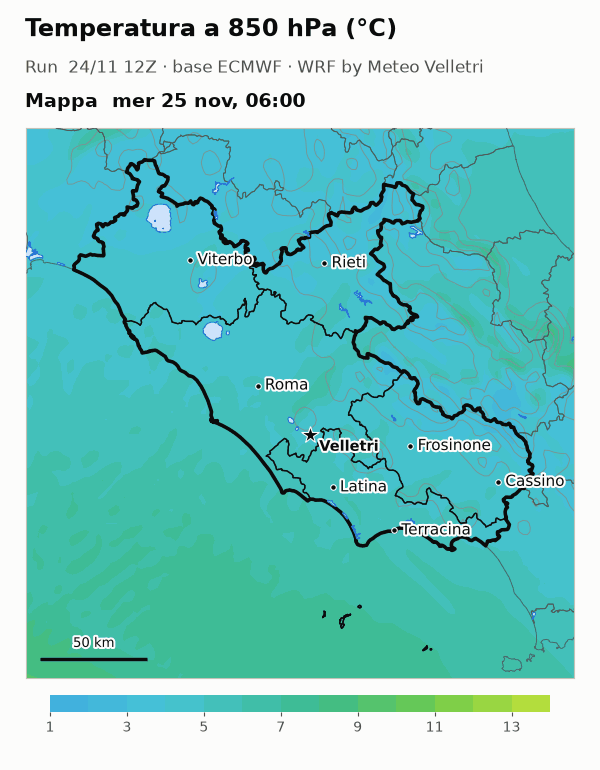 Temperatura a 850 hPa (°C)
Run  24/11 12Z · base ECMWF · WRF by Meteo Velletri
Mappa  mer 25 nov, 06:00
Viterbo
Rieti
Roma
Velletri
Frosinone
Latina
Cassino
Terracina
50 km
1 3 5 7 9 11 13